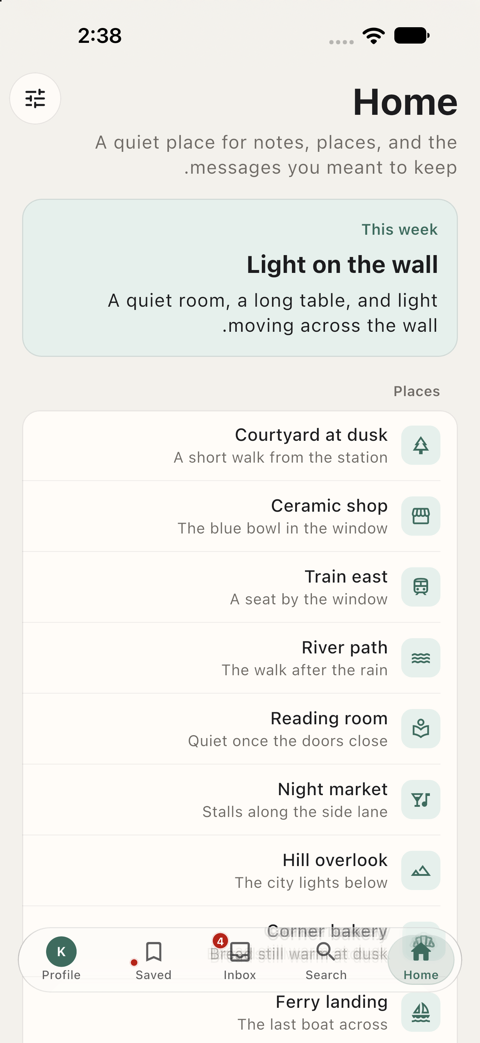 2:38
Home
A quiet place for notes, places, and the
.messages you meant to keep
This week
Light on the wall
A quiet room, a long table, and light
.moving across the wall
Places
Courtyard at dusk
A short walk from the station
Ceramic shop
The blue bowl in the window
Train east
A seat by the window
River path
The walk after the rain
Reading room
Quiet once the doors close
Night market
Stalls along the side lane
Hill overlook
The city lights below
Corner bakery
Bread still warm at dusk
Home
Search
4
Inbox
Saved
K
Profile
Ferry landing
The last boat across